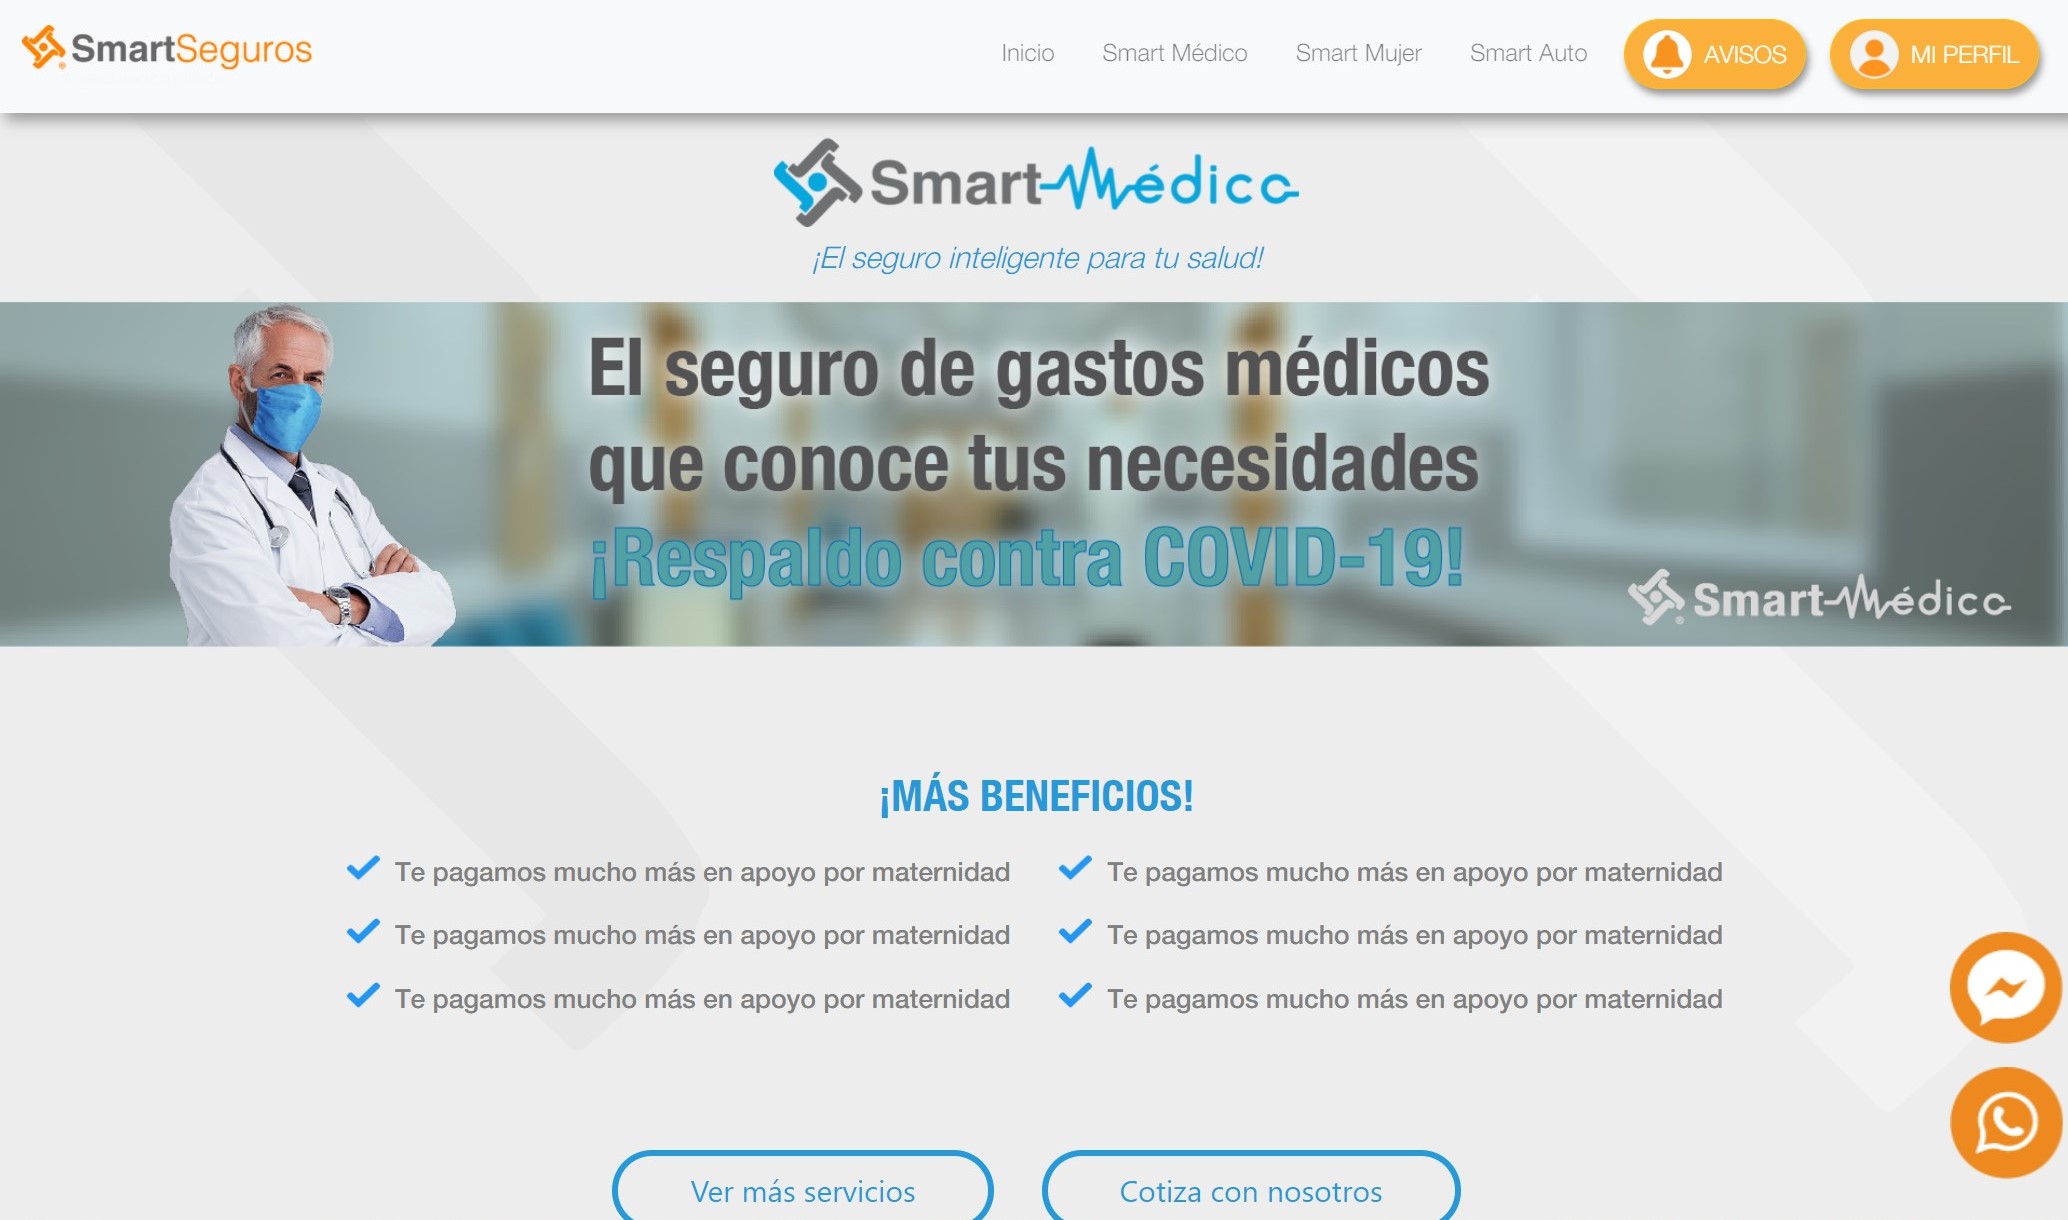 SmartSeguros
Inicio
Smart Médico
Smart Mujer
Smart Auto
AVISOS
MI PERFIL
Smart Médico
¡El seguro inteligente para tu salud!
El seguro de gastos médicos
que conoce tus necesidades
¡Respaldo contra COVID-19!
Smart Médico
¡MÁS BENEFICIOS!
Te pagamos mucho más en apoyo por maternidad
Te pagamos mucho más en apoyo por maternidad
Te pagamos mucho más en apoyo por maternidad
Te pagamos mucho más en apoyo por maternidad
Te pagamos mucho más en apoyo por maternidad
Te pagamos mucho más en apoyo por maternidad
Ver más servicios
Cotiza con nosotros